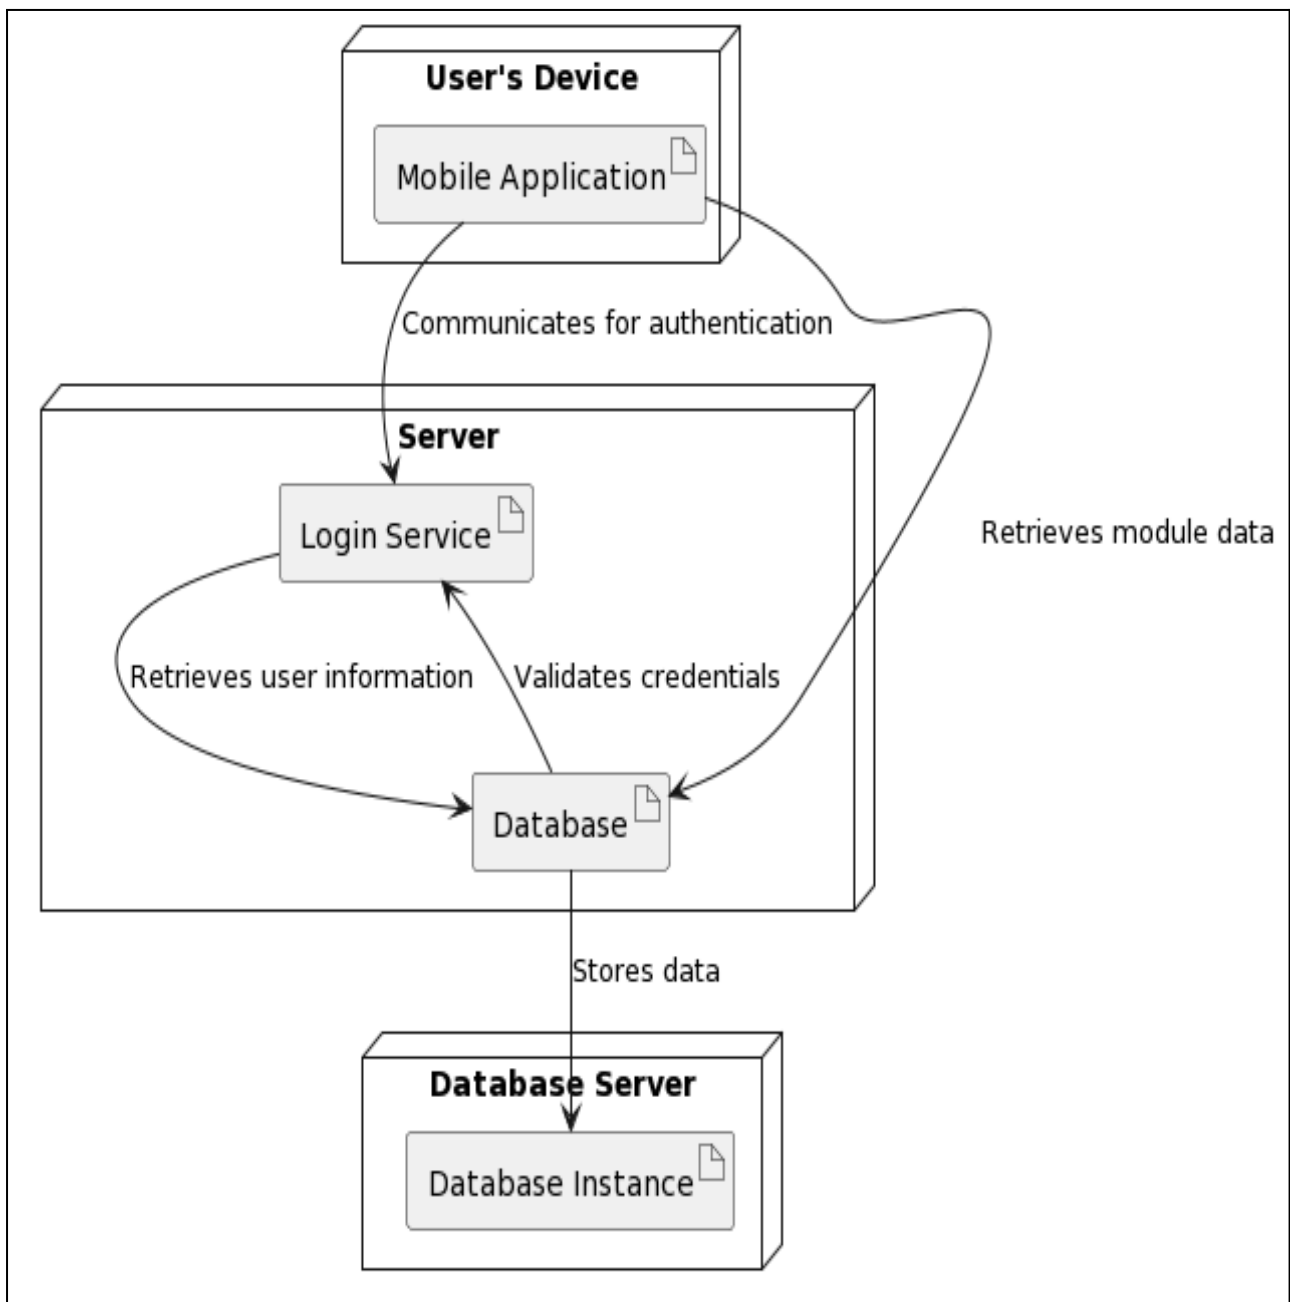 User's Device
Mobile Application
Communicates for authentication
Server
Login Service
Retrieves module data
Retrieves user information
Validates credentials
Database
Stores data
Database Server
Database Instance